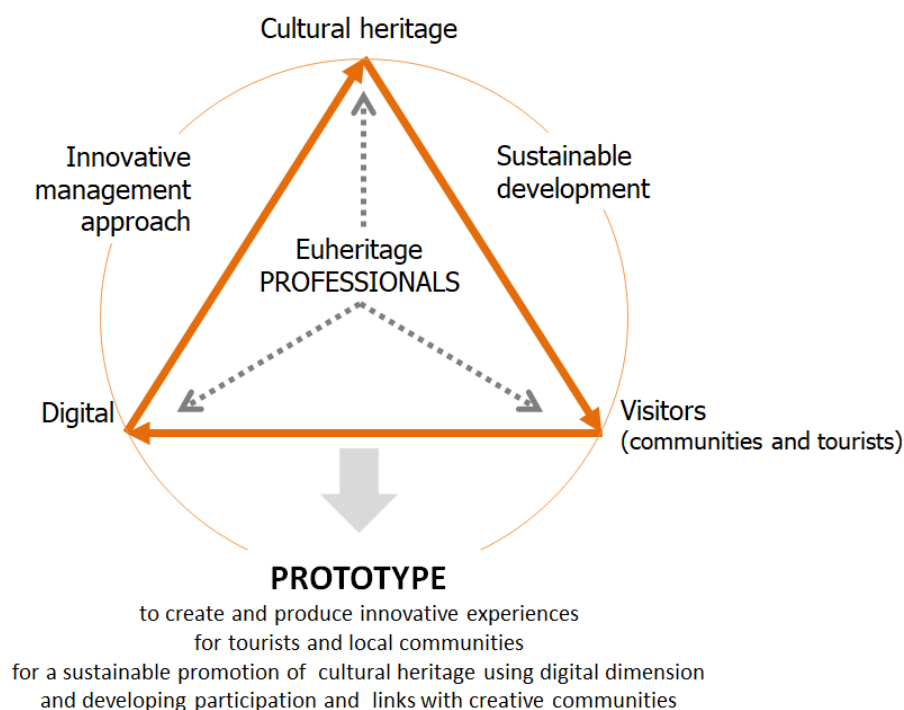 Cultural heritage
Innovative
management
approach
Sustainable
development
Euheritage
PROFESSIONALS
Digital
Visitors
(communities and tourists)
PROTOTYPE
to create and produce innovative experiences
for tourists and local communities
for a sustainable promotion of cultural heritage using digital dimension
and developing participation and links with creative communities